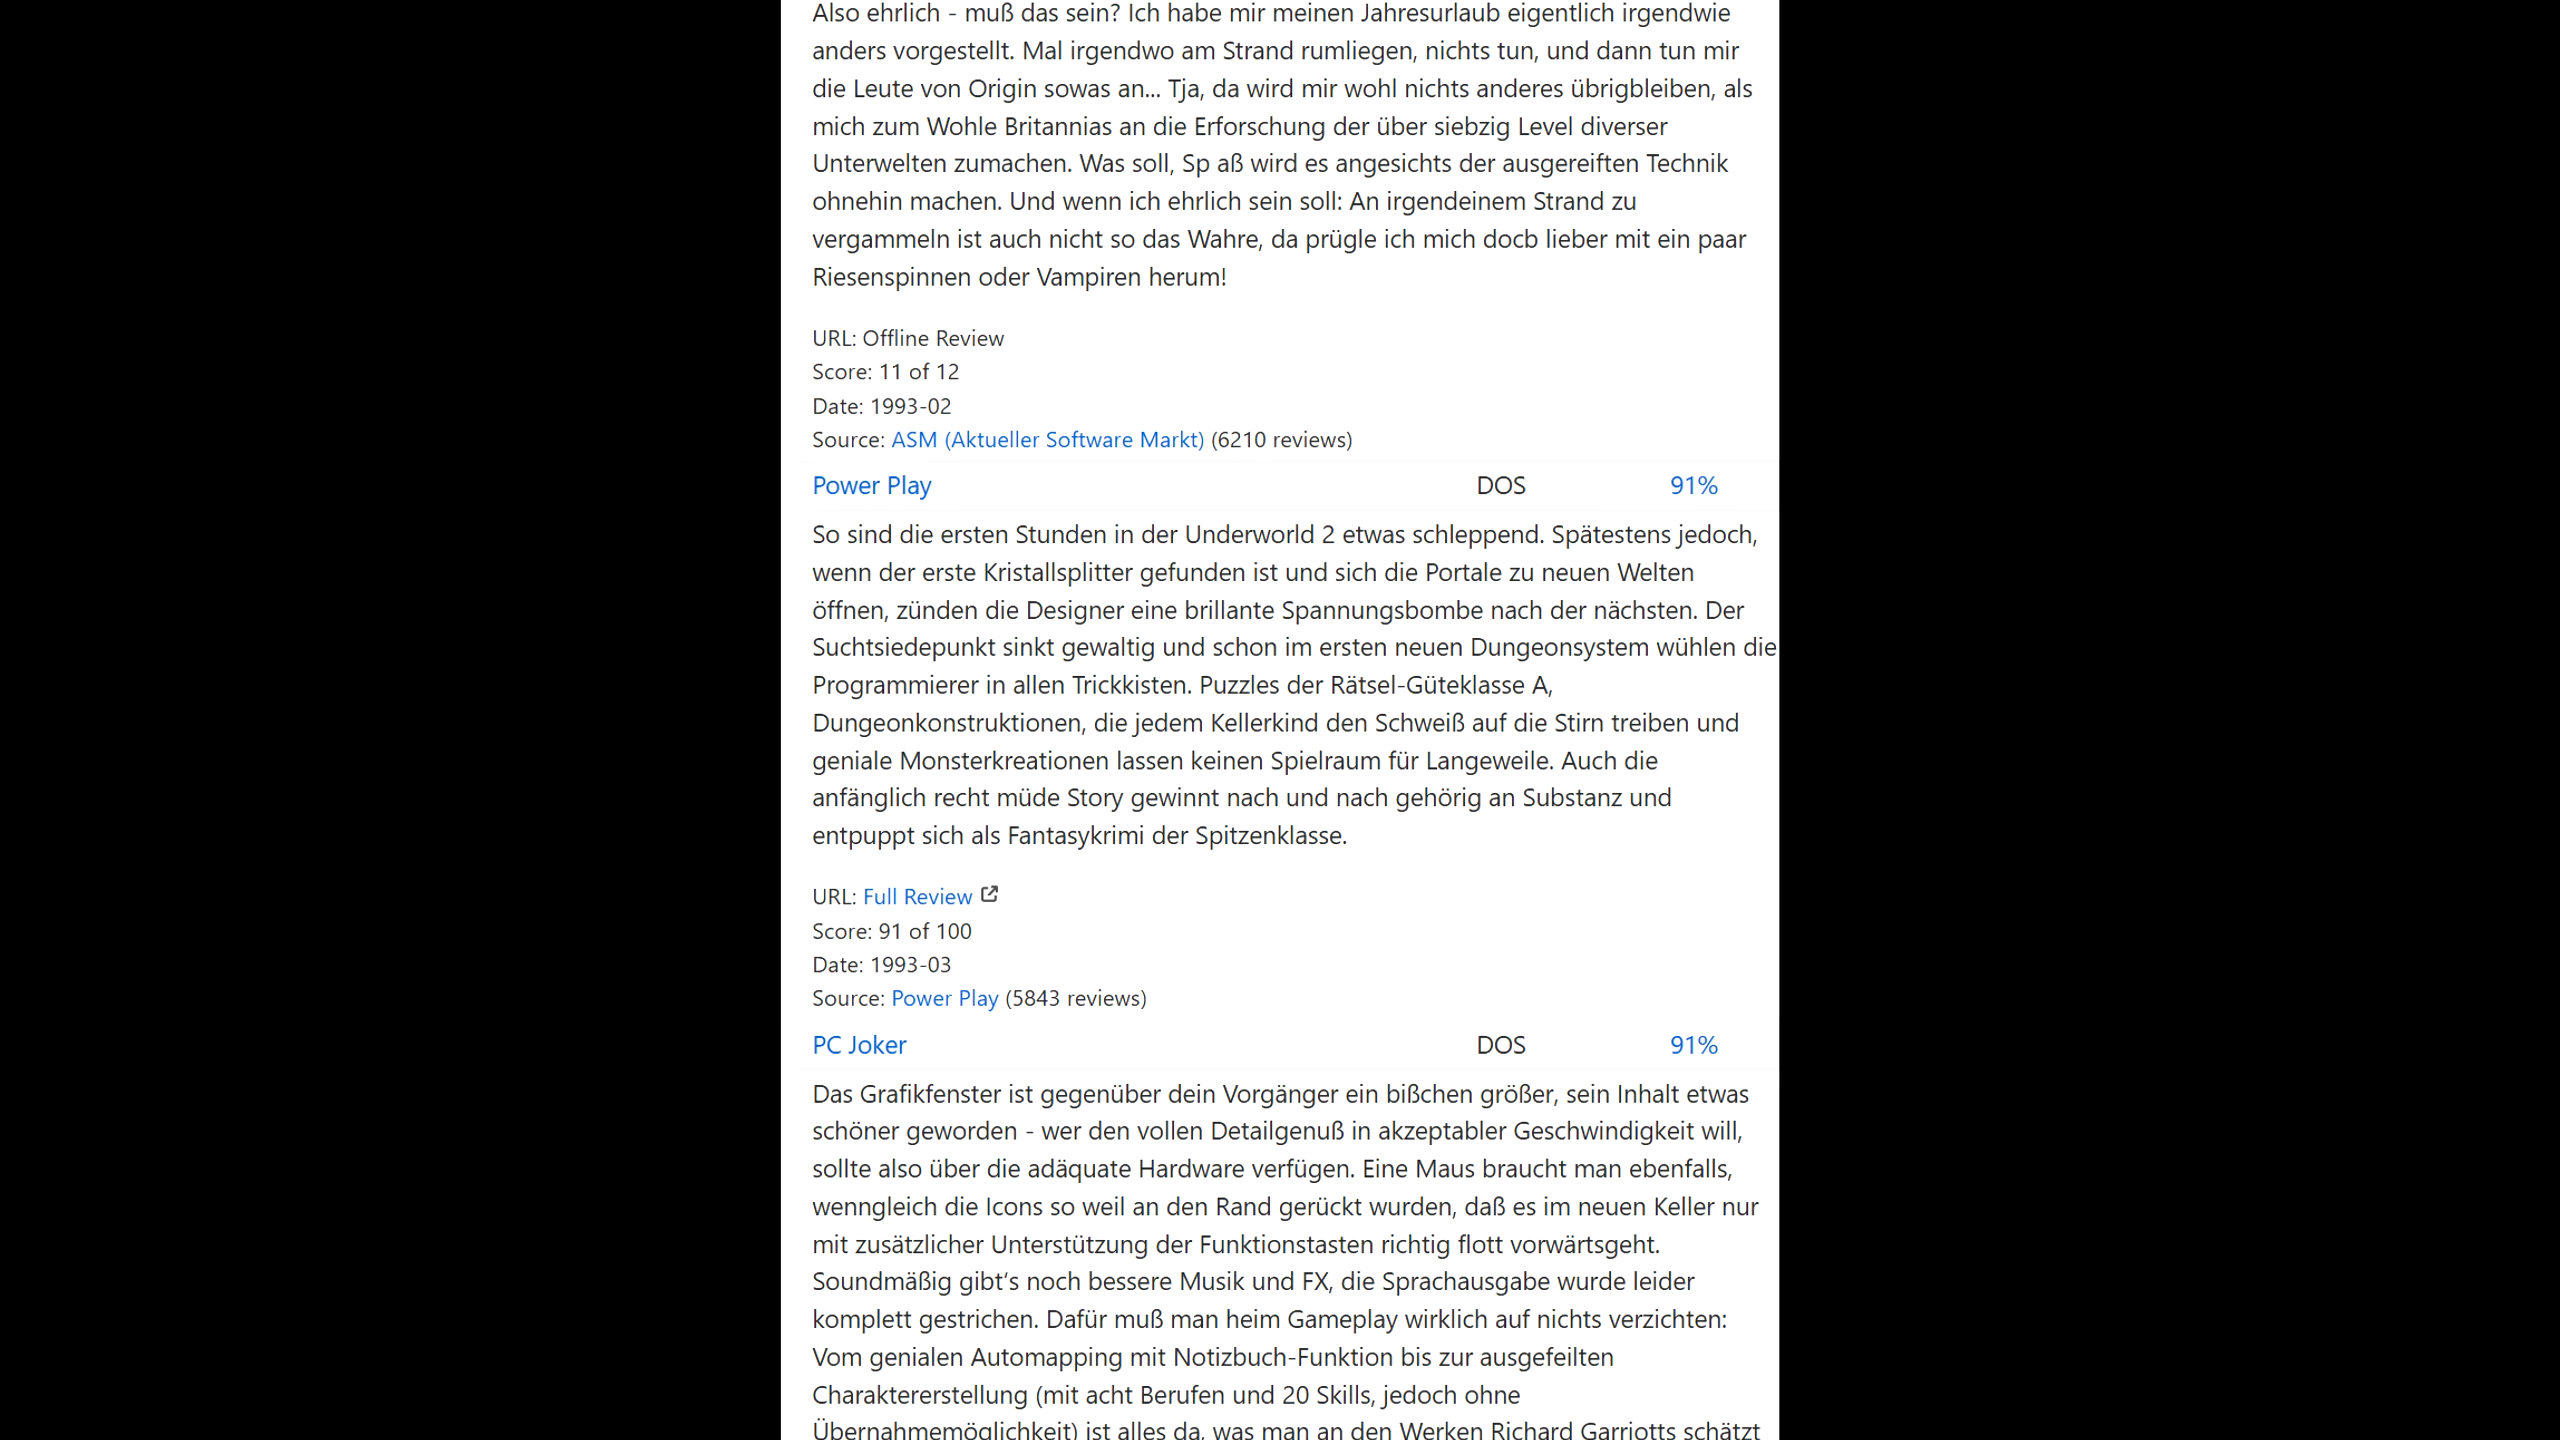 Also ehrlich - muß das sein? Ich habe mir meinen Jahresurlaub eigentlich irgendwie
anders vorgestellt. Mal irgendwo am Strand rumliegen, nichts tun, und dann tun mir
die Leute von Origin sowas an... Tja, da wird mir wohl nichts anderes übrigbleiben, als
mich zum Wohle Britannias an die Erforschung der über siebzig Level diverser
Unterwelten zumachen. Was soll, Sp aß wird es angesichts der ausgereiften Technik
ohnehin machen. Und wenn ich ehrlich sein soll: An irgendeinem Strand zu
vergammeln ist auch nicht so das Wahre, da prügle ich mich docb lieber mit ein paar
Riesenspinnen oder Vampiren herum!
URL: Offline Review
Score: 11 of 12
Date: 1993-02
Source: ASM (Aktueller Software Markt) (6210 reviews)
Power Play DOS 91%
So sind die ersten Stunden in der Underworld 2 etwas schleppend. Spätestens jedoch,
wenn der erste Kristallsplitter gefunden ist und sich die Portale zu neuen Welten
öffnen, zünden die Designer eine brillante Spannungsbombe nach der nächsten. Der
Suchtsiedepunkt sinkt gewaltig und schon im ersten neuen Dungeonsystem wühlen die
Programmierer in allen Trickkisten. Puzzles der Rätsel-Güteklasse A,
Dungeonkonstruktionen, die jedem Kellerkind den Schweiß auf die Stirn treiben und
geniale Monsterkreationen lassen keinen Spielraum für Langeweile. Auch die
anfänglich recht müde Story gewinnt nach und nach gehörig an Substanz und
entpuppt sich als Fantasykrimi der Spitzenklasse.
URL: Full Review
Score: 91 of 100
Date: 1993-03
Source: Power Play (5843 reviews)
PC Joker DOS 91%
Das Grafikfenster ist gegenüber dein Vorgänger ein bißchen größer, sein Inhalt etwas
schöner geworden - wer den vollen Detailgenuß in akzeptabler Geschwindigkeit will,
sollte also über die adäquate Hardware verfügen. Eine Maus braucht man ebenfalls,
wenngleich die Icons so weil an den Rand gerückt wurden, daß es im neuen Keller nur
mit zusätzlicher Unterstützung der Funktionstasten richtig flott vorwärtsgeht.
Soundmäßig gibt's noch bessere Musik und FX, die Sprachausgabe wurde leider
komplett gestrichen. Dafür muß man heim Gameplay wirklich auf nichts verzichten:
Vom genialen Automapping mit Notizbuch-Funktion bis zur ausgefeilten
Charaktererstellung (mit acht Berufen und 20 Skills, jedoch ohne
Übernahmemöglichkeit) ist alles da, was man an den Werken Richard Garriotts schätzt